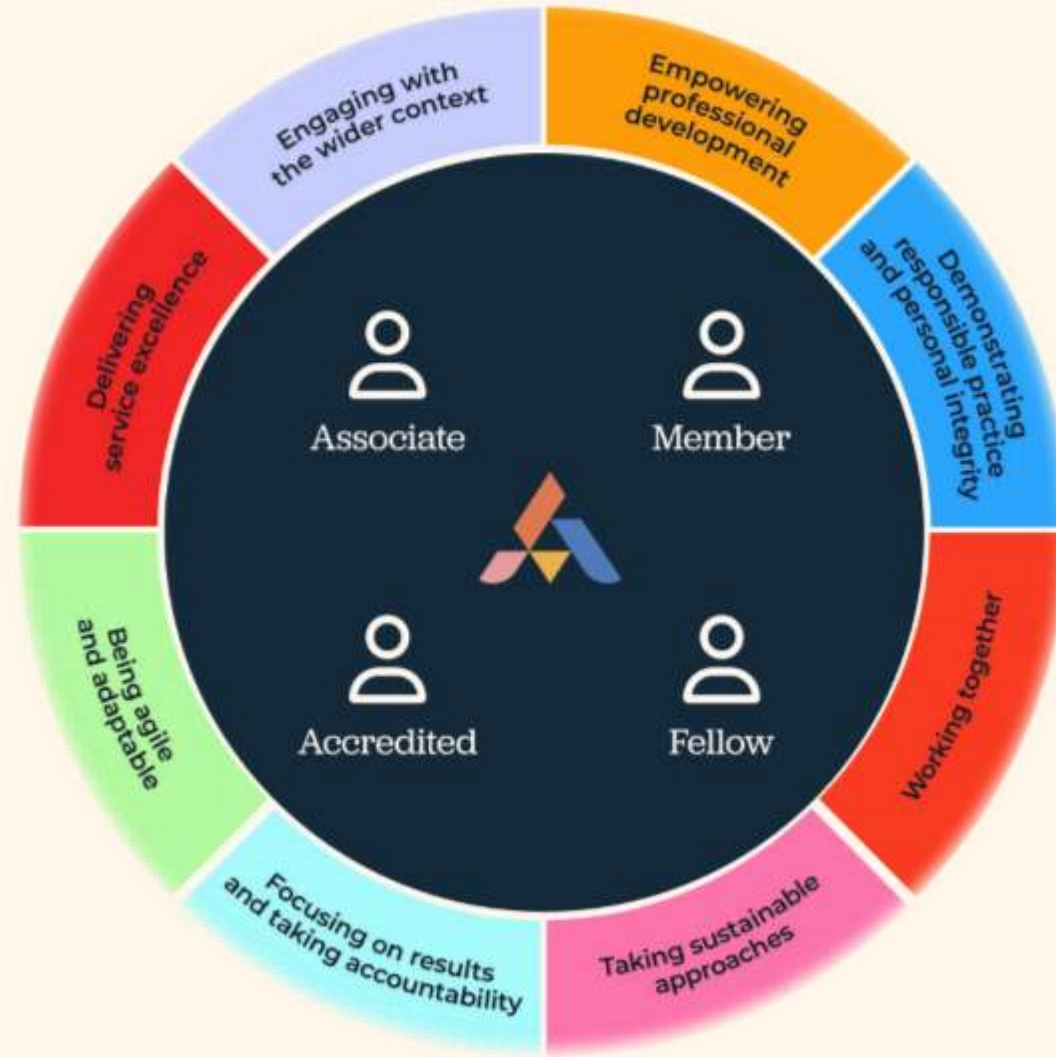 Engaging with
the wider context
Empowering
professional
development
Demonstrating
responsible practice
and personal integrity
Working together
Taking sustainable
approaches
Focusing on results
and taking accountability
Being agile
and adaptable
Delivering
service excellence
Associate
Member
Accredited
Fellow